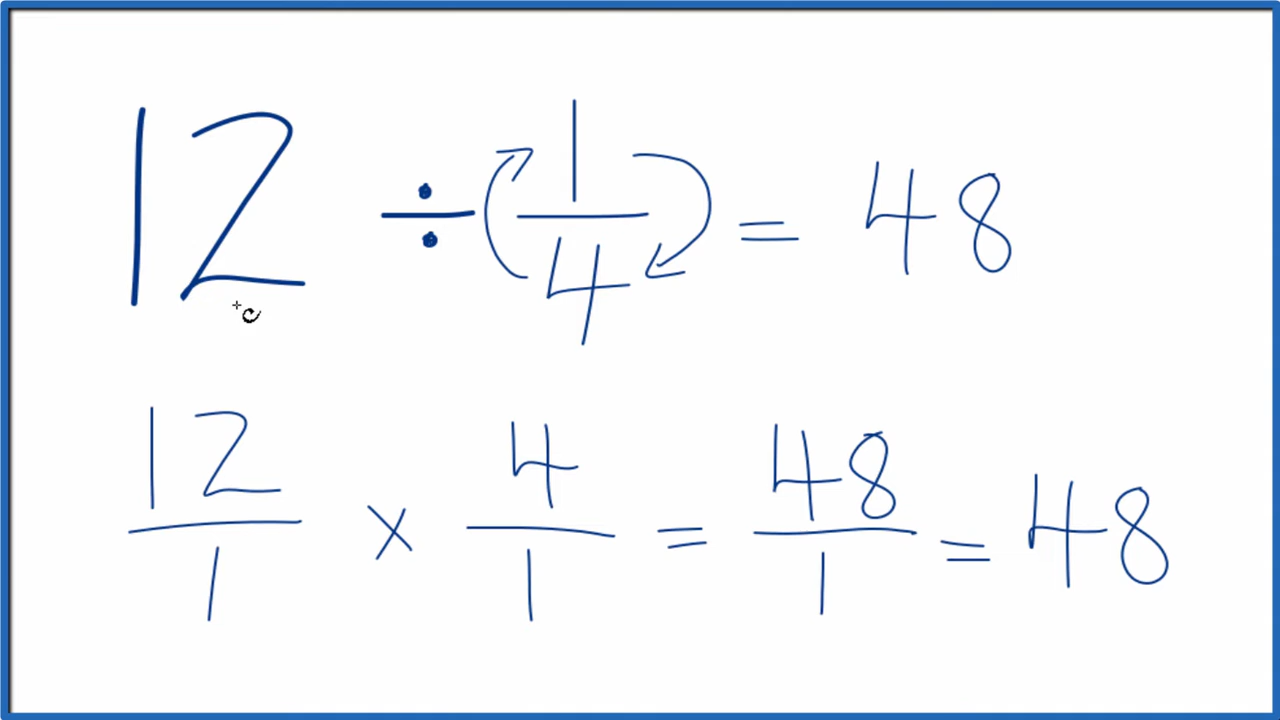 12 ÷ 1/4 = 48
12/1 × 4/1 = 48/1 = 48